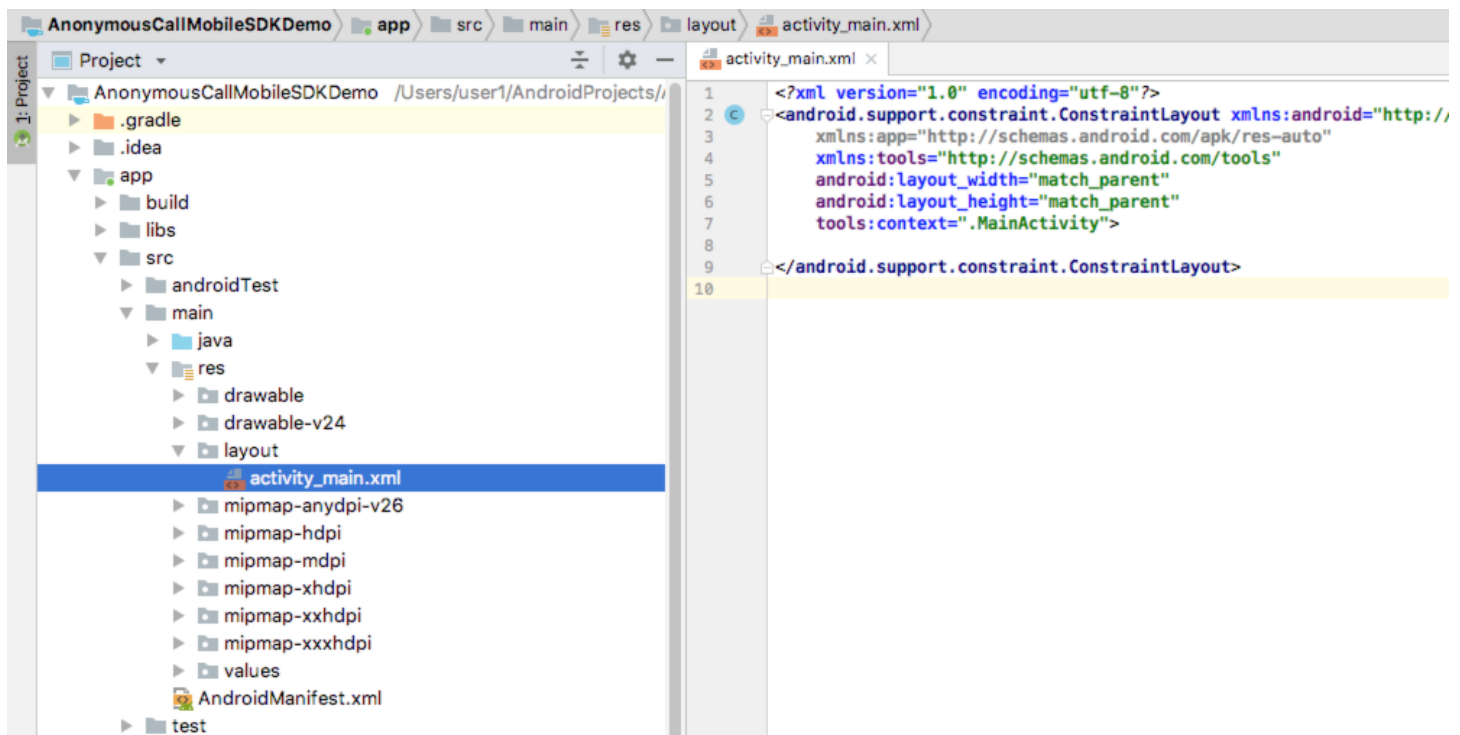 AnonymousCallMobileSDKDemo app src main res layout activity_main.xml
1: Project
Project
AnonymousCallMobileSDKDemo /Users/user1/AndroidProjects/
.gradle
.idea
app
build
libs
src
androidTest
main
java
res
drawable
drawable-v24
layout
activity_main.xml
mipmap-anydpi-v26
mipmap-hdpi
mipmap-mdpi
mipmap-xhdpi
mipmap-xxhdpi
mipmap-xxxhdpi
values
AndroidManifest.xml
test
activity_main.xml
1 <?xml version="1.0" encoding="utf-8"?>
2 C <android.support.constraint.ConstraintLayout xmlns:android="http://
3 xmlns:app="http://schemas.android.com/apk/res-auto"
4 xmlns:tools="http://schemas.android.com/tools"
5 android:layout_width="match_parent"
6 android:layout_height="match_parent"
7 tools:context=".MainActivity">
8
9 </android.support.constraint.ConstraintLayout>
10